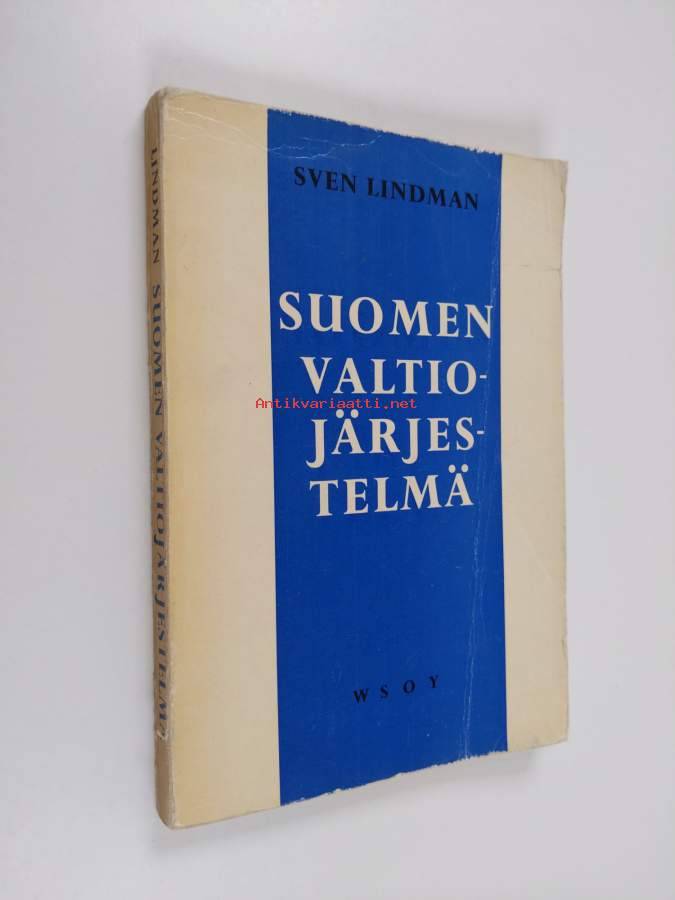 LINDMAN SUOMEN VALTIOJÄRJESTELMÄ
SVEN LINDMAN
SUOMEN
VALTIO-
Antikvariaatti.net
JÄRJES-
TELMÄ
WSOY